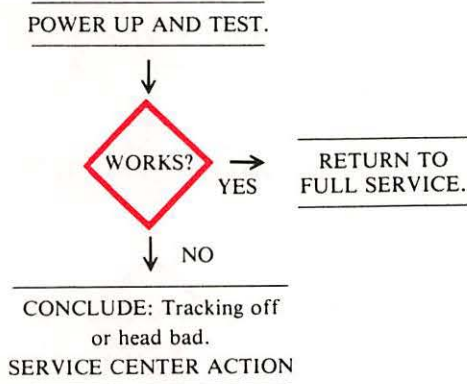 POWER UP AND TEST.
WORKS?
YES
RETURN TO
FULL SERVICE.
NO
CONCLUDE: Tracking off
or head bad.
SERVICE CENTER ACTION